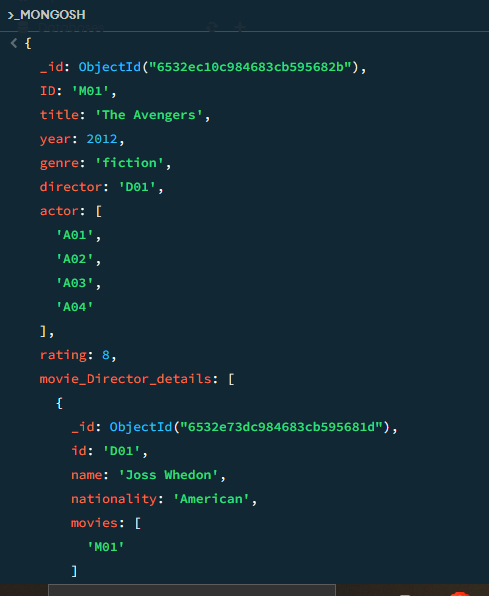 >_MONGOSH
< {
_id: ObjectId("6532ec10c984683cb595682b"),
ID: 'M01',
title: 'The Avengers',
year: 2012,
genre: 'fiction',
director: 'D01',
actor: [
'A01',
'A02',
'A03',
'A04'
],
rating: 8,
movie_Director_details: [
{
_id: ObjectId("6532e73dc984683cb595681d"),
id: 'D01',
name: 'Joss Whedon',
nationality: 'American',
movies: [
'M01'
]